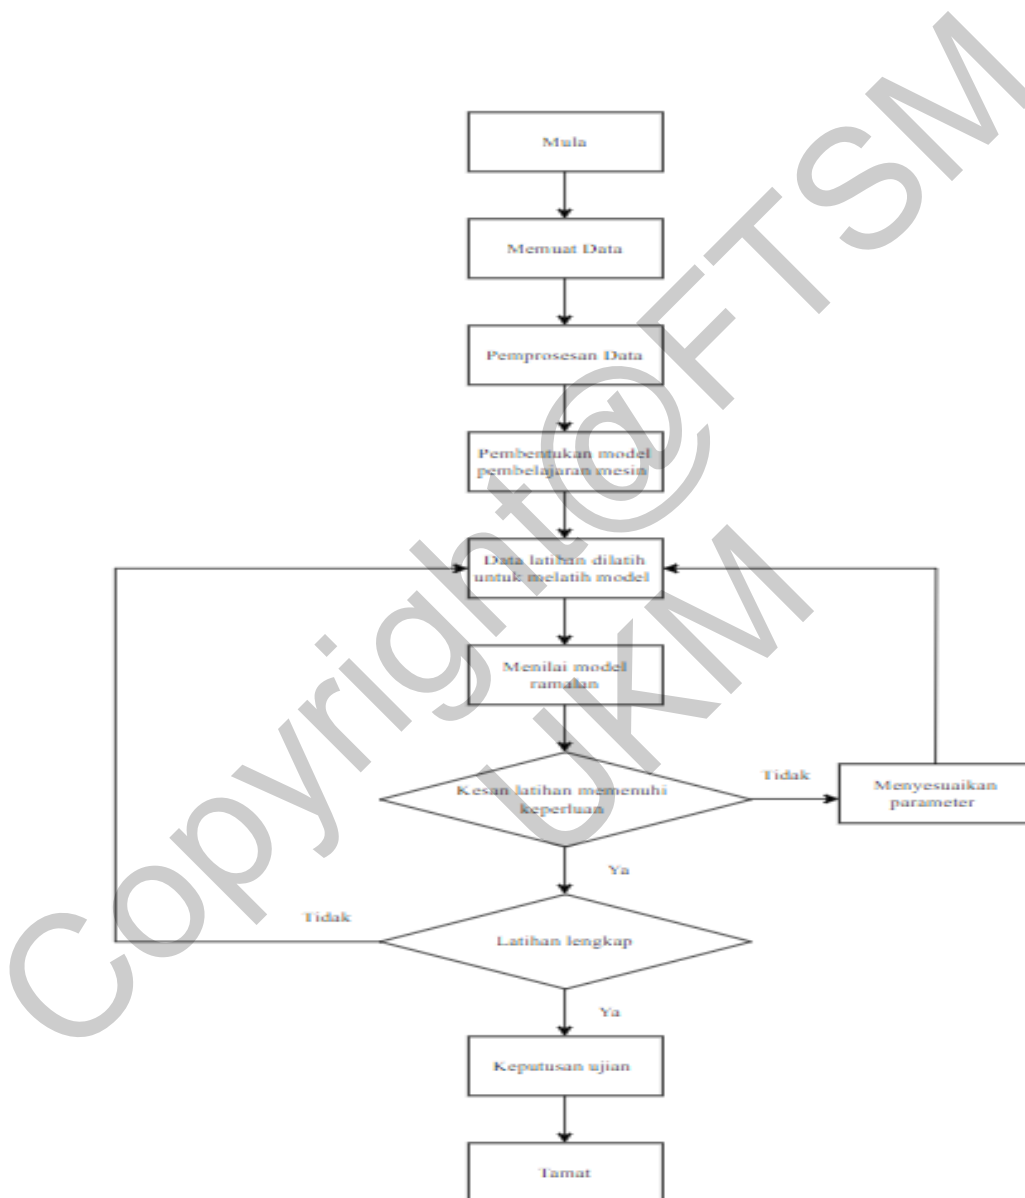 Mula
Memuat Data
Pemprosesan Data
Pembentukan model
pembelajaran mesin
Data latihan dilatih
untuk melatih model
Menilai model
ramalan
Kesan latihan memenuhi
keperluan
Tidak
Menyesuaikan
parameter
Ya
Tidak
Latihan lengkap
Ya
Keputusan ujian
Tamat
Copyright@FTSM
UKM